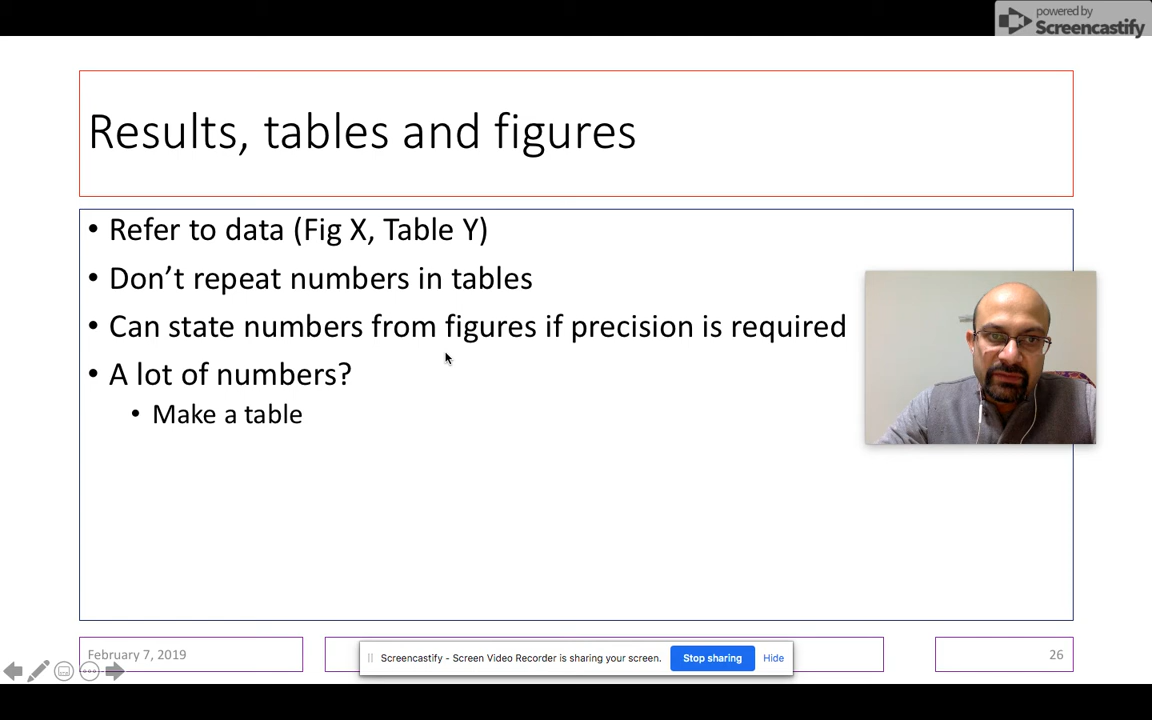 powered by
Screencastify
Results, tables and figures
• Refer to data (Fig X, Table Y)
• Don’t repeat numbers in tables
• Can state numbers from figures if precision is required
• A lot of numbers?
• Make a table
February 7, 2019
Screencastify - Screen Video Recorder is sharing your screen.
Stop sharing
Hide
26